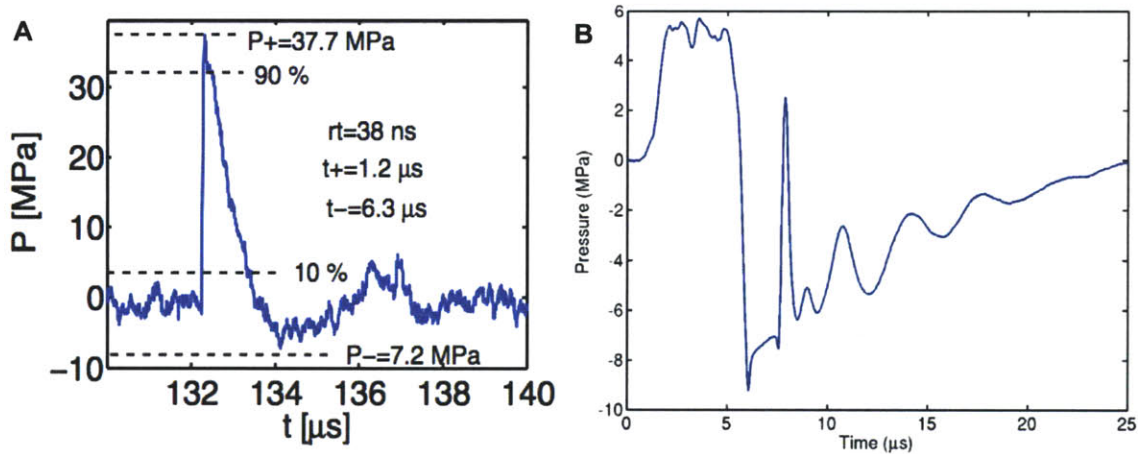 A
P+=37.7 MPa
90 %
30
rt=38 ns
t+=1.2 µs
t−=6.3 µs
20
P [MPa]
10
10 %
0
P−=7.2 MPa
−10
132 134 136 138 140
t [µs]
B
6
4
2
0
-2
-4
-6
-8
-10
Pressure (MPa)
0 5 10 15 20 25
Time (µs)